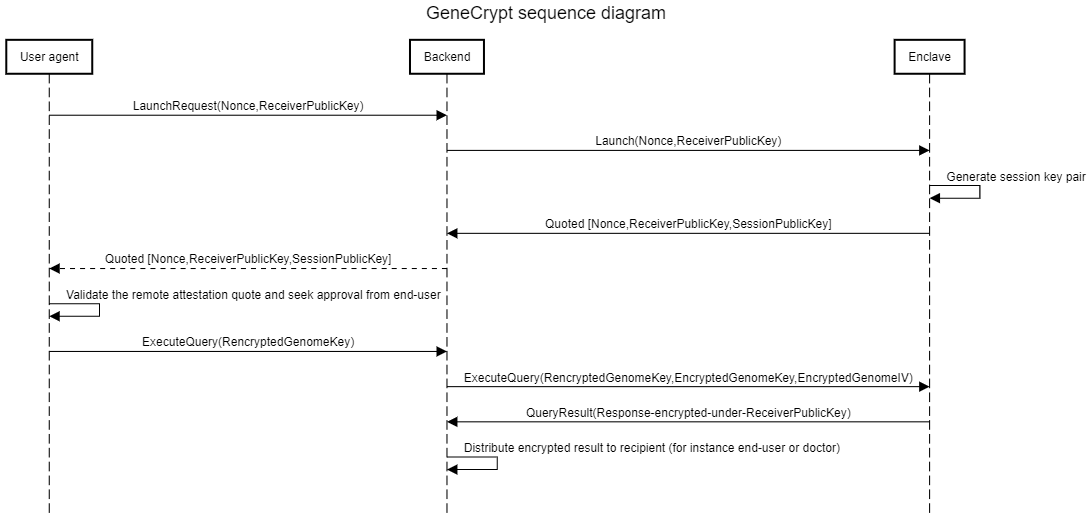 GeneCrypt sequence diagram
User agent
Backend
Enclave
LaunchRequest(Nonce,ReceiverPublicKey)
Launch(Nonce,ReceiverPublicKey)
Generate session key pair
Quoted [Nonce,ReceiverPublicKey,SessionPublicKey]
Quoted [Nonce,ReceiverPublicKey,SessionPublicKey]
Validate the remote attestation quote and seek approval from end-user
ExecuteQuery(RencryptedGenomeKey)
ExecuteQuery(RencryptedGenomeKey,EncryptedGenomeKey,EncryptedGenomeIV)
QueryResult(Response-encrypted-under-ReceiverPublicKey)
Distribute encrypted result to recipient (for instance end-user or doctor)